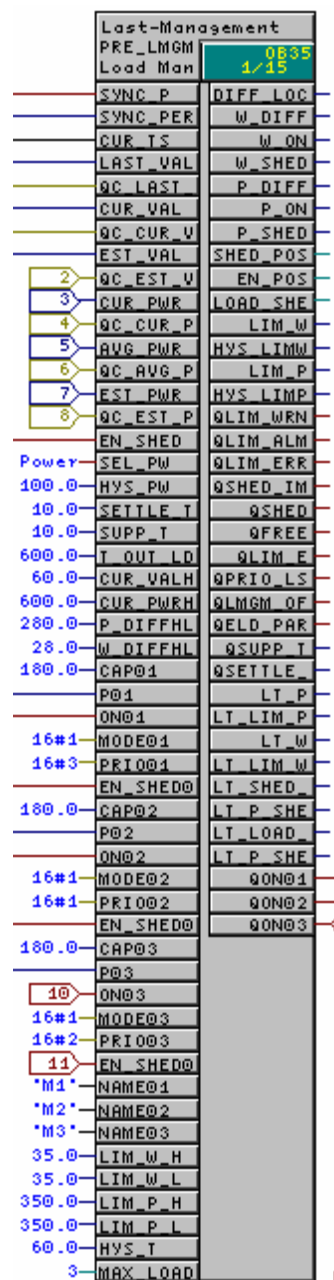 Last-Management
PRE_LMGM
Load Man
OB35
1/15
SYNC_P DIFF_LOC
SYNC_PER W_DIFF
CUR_TS W_ON
LAST_VAL W_SHED
QC_LAST_ P_DIFF
CUR_VAL P_ON
QC_CUR_V P_SHED
EST_VAL SHED_POS
2 QC_EST_V EN_POS
3 CUR_PWR LOAD_SHE
4 QC_CUR_P LIM_W
5 AVG_PWR HYS_LIMW
6 QC_AVG_P LIM_P
7 EST_PWR HYS_LIMP
8 QC_EST_P QLIM_WRN
EN_SHED QLIM_ALM
Power SEL_PW QLIM_ERR
100.0 HYS_PW QSHED_IM
10.0 SETTLE_T QSHED
10.0 SUPP_T QFREE
600.0 T_OUT_LD QLIM_E
60.0 CUR_VALH QPRIO_LS
600.0 CUR_PWRH QLMGM_OF
280.0 P_DIFFHL QELD_PAR
28.0 W_DIFFHL QSUPP_T
180.0 CAP01 QSETTLE_
P01 LT_P
ON01 LT_LIM_P
16#1 MODE01 LT_W
16#3 PRIO01 LT_LIM_W
EN_SHED0 LT_SHED_
180.0 CAP02 LT_P_SHE
P02 LT_LOAD_
ON02 LT_P_SHE
16#1 MODE02 QON01
16#1 PRIO02 QON02
EN_SHED0 QON03
180.0 CAP03
P03
10 ON03
16#1 MODE03
16#2 PRIO03
11 EN_SHED0
'M1' NAME01
'M2' NAME02
'M3' NAME03
35.0 LIM_W_H
35.0 LIM_W_L
350.0 LIM_P_H
350.0 LIM_P_L
60.0 HYS_T
3 MAX_LOAD